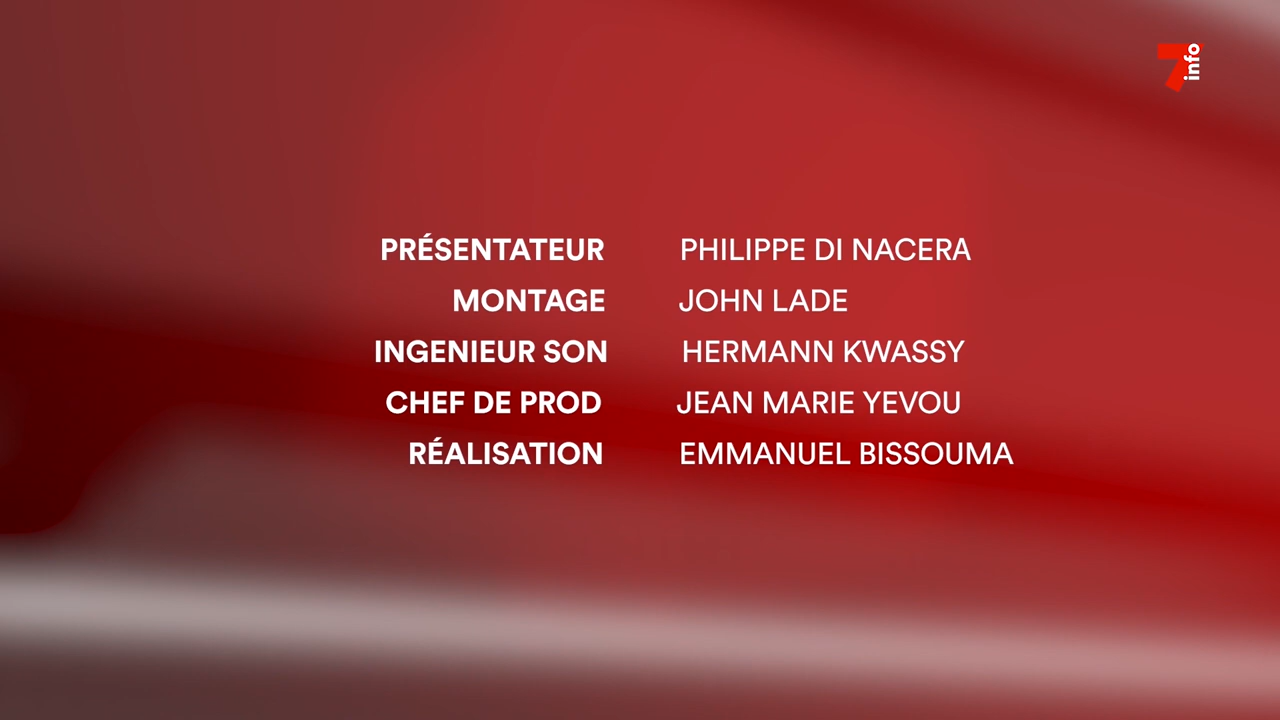 7info
PRÉSENTATEUR PHILIPPE DI NACERA
MONTAGE JOHN LADE
INGENIEUR SON HERMANN KWASSY
CHEF DE PROD JEAN MARIE YEVOU
RÉALISATION EMMANUEL BISSOUMA